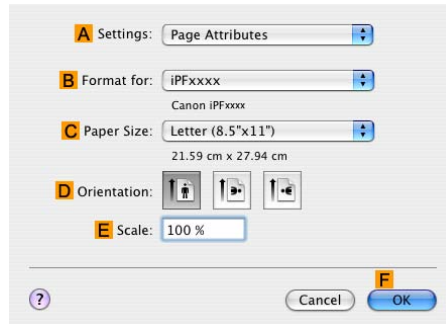 A Settings: Page Attributes
B Format for: iPFxxxx
Canon iPFxxxx
C Paper Size: Letter (8.5"x11")
21.59 cm x 27.94 cm
D Orientation:
E Scale: 100 %
F
? Cancel OK